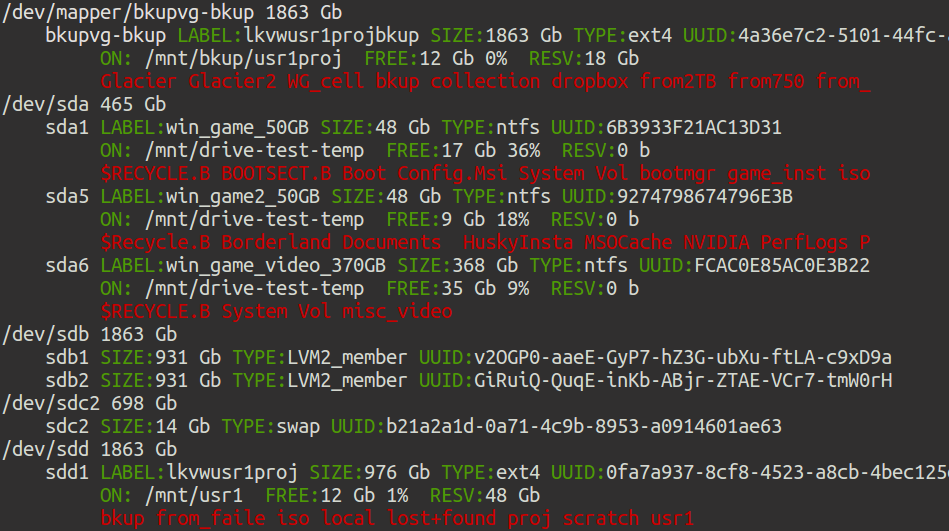 /dev/mapper/bkupvg-bkup 1863 Gb
bkupvg-bkup LABEL:lkvwusr1projbkup SIZE:1863 Gb TYPE:ext4 UUID:4a36e7c2-5101-44fc-
ON: /mnt/bkup/usr1proj FREE:12 Gb 0% RESV:18 Gb
Glacier Glacier2 WG_cell bkup collection dropbox from2TB from750 from_
/dev/sda 465 Gb
sda1 LABEL:win_game_50GB SIZE:48 Gb TYPE:ntfs UUID:6B3933F21AC13D31
ON: /mnt/drive-test-temp FREE:17 Gb 36% RESV:0 b
$RECYCLE.B BOOTSECT.B Boot Config.Msi System Vol bootmgr game_inst iso
sda5 LABEL:win_game2_50GB SIZE:48 Gb TYPE:ntfs UUID:9274798674796E3B
ON: /mnt/drive-test-temp FREE:9 Gb 18% RESV:0 b
$Recycle.B Borderland Documents HuskyInsta MSOCache NVIDIA PerfLogs P
sda6 LABEL:win_game_video_370GB SIZE:368 Gb TYPE:ntfs UUID:FCAC0E85AC0E3B22
ON: /mnt/drive-test-temp FREE:35 Gb 9% RESV:0 b
$RECYCLE.B System Vol misc_video
/dev/sdb 1863 Gb
sdb1 SIZE:931 Gb TYPE:LVM2_member UUID:v2OGP0-aaeE-GyP7-hZ3G-ubXu-ftLA-c9xD9a
sdb2 SIZE:931 Gb TYPE:LVM2_member UUID:GiRuiQ-QuqE-inKb-ABjr-ZTAE-VCr7-tmW0rH
/dev/sdc2 698 Gb
sdc2 SIZE:14 Gb TYPE:swap UUID:b21a2a1d-0a71-4c9b-8953-a0914601ae63
/dev/sdd 1863 Gb
sdd1 LABEL:lkvwusr1proj SIZE:976 Gb TYPE:ext4 UUID:0fa7a937-8cf8-4523-a8cb-4bec125
ON: /mnt/usr1 FREE:12 Gb 1% RESV:48 Gb
bkup from_faile iso local lost+found proj scratch usr1